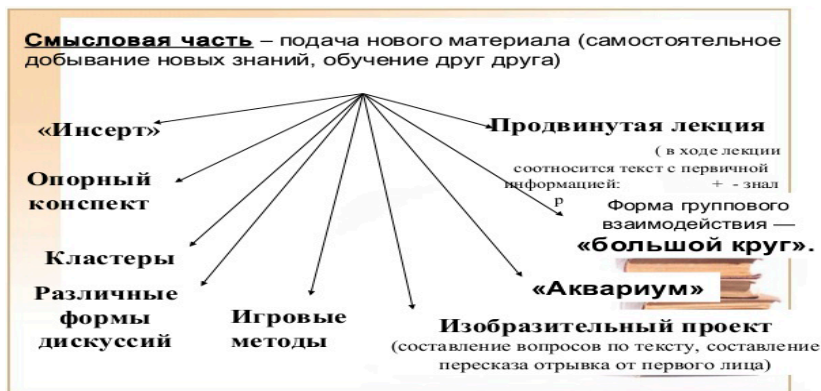 Смысловая часть – подача нового материала (самостоятельное
добывание новых знаний, обучение друг друга)
«Инсерт»
Опорный
конспект
Кластеры
Различные
формы
дискуссий
Игровые
методы
Продвинутая лекция
( в ходе лекции
соотносится текст с первичной
информацией: + - знал
р
Форма группового
взаимодействия —
«большой круг».
«Аквариум»
Изобразительный проект
(составление вопросов по тексту, составление
пересказа отрывка от первого лица)